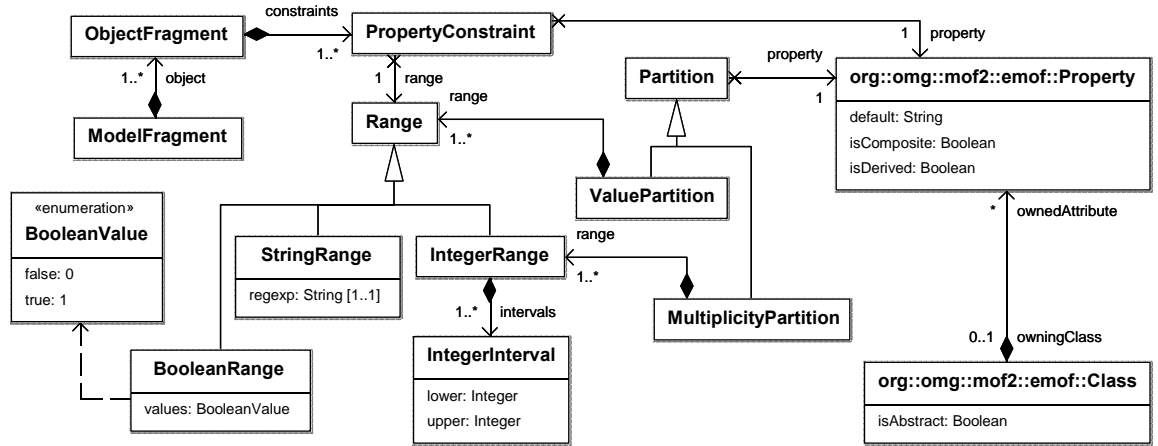 constraints
ObjectFragment
1..*
PropertyConstraint
1 property
1..* object
1 range
Partition
property
1
org::omg::mof2::emof::Property
default: String
isComposite: Boolean
isDerived: Boolean
ModelFragment
Range
range
1..*
ValuePartition
«enumeration»
BooleanValue
false: 0
true: 1
StringRange
regexp: String [1..1]
IntegerRange
range
1..*
* ownedAttribute
1..* intervals
MultiplicityPartition
0..1 owningClass
BooleanRange
values: BooleanValue
IntegerInterval
lower: Integer
upper: Integer
org::omg::mof2::emof::Class
isAbstract: Boolean